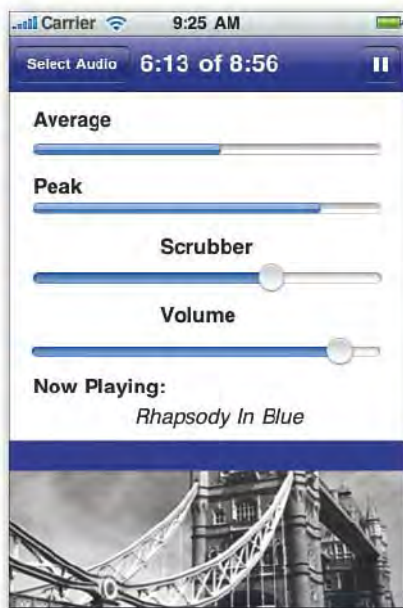 Carrier 9:25 AM
Select Audio 6:13 of 8:56
Average
Peak
Scrubber
Volume
Now Playing:
Rhapsody In Blue